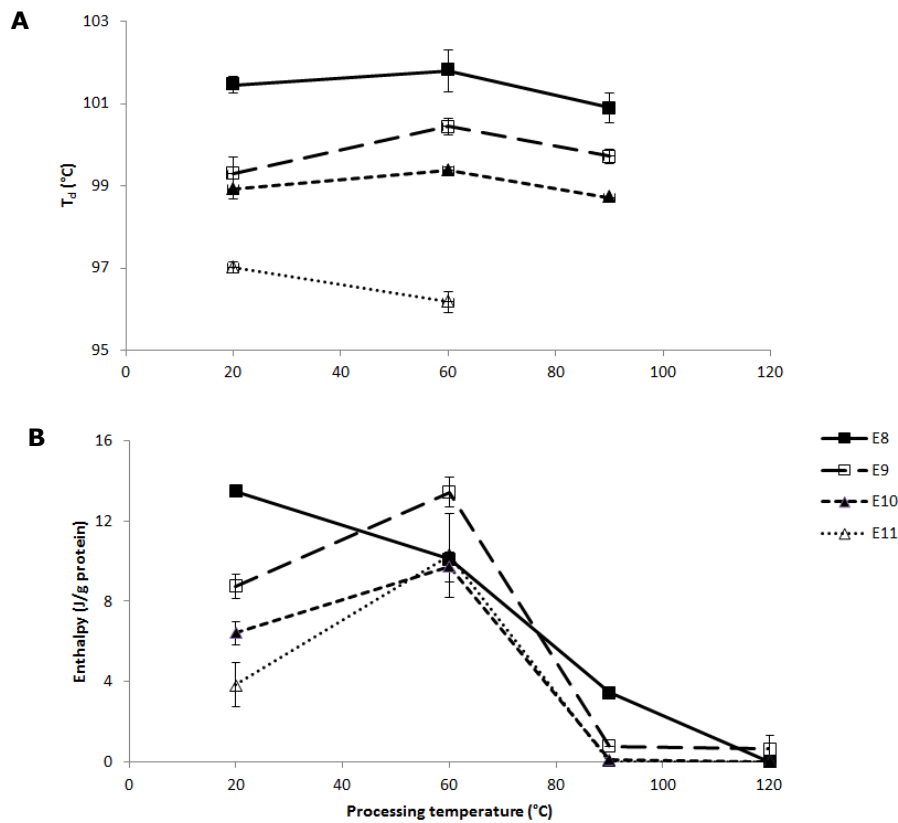 A
103
101
99
97
95
T_d (°C)
0 20 40 60 80 100 120
B
16
12
8
4
0
Enthalpy (J/g protein)
0 20 40 60 80 100 120
Processing temperature (°C)
E8
E9
E10
E11